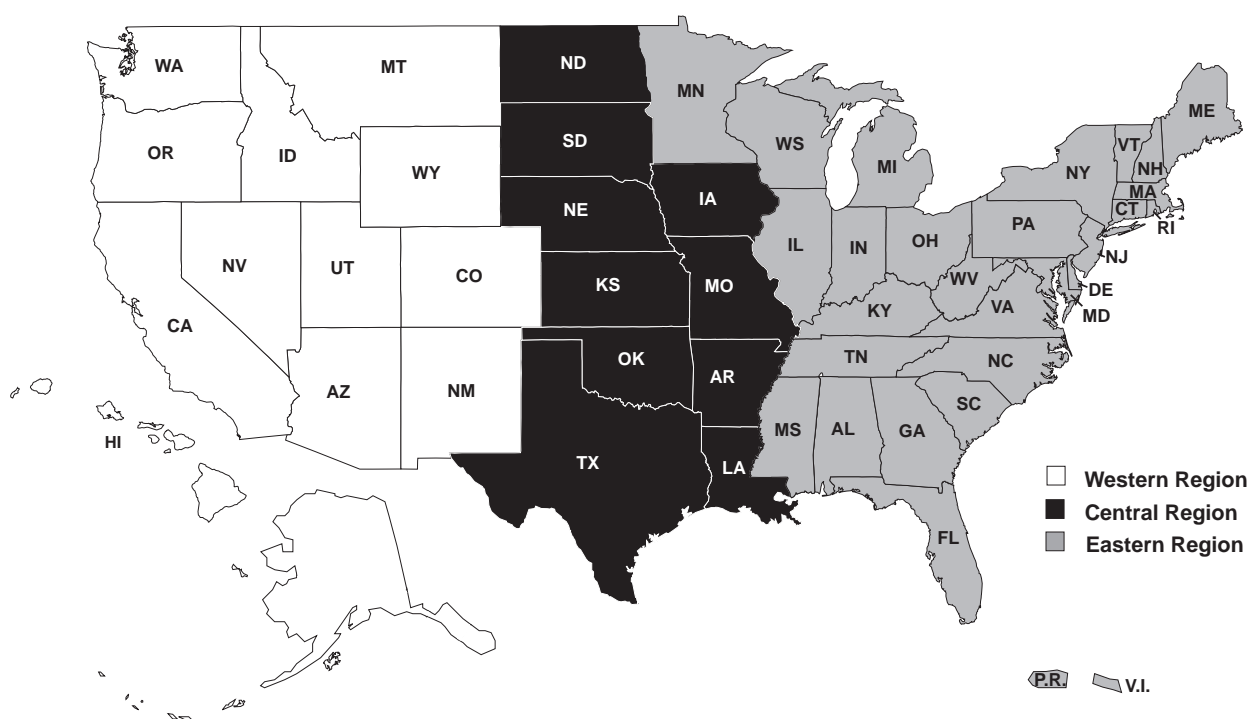 WA
MT
ND
MN
OR
ID
WY
SD
WS
MI
NY
VT
NH
ME
MA
CT
RI
NE
IA
NV
UT
CO
IL
IN
OH
PA
NJ
CA
KS
MO
WV
KY
VA
DE
MD
AZ
NM
OK
AR
TN
NC
HI
TX
LA
MS
AL
GA
SC
FL
Western Region
Central Region
Eastern Region
P.R.
V.I.